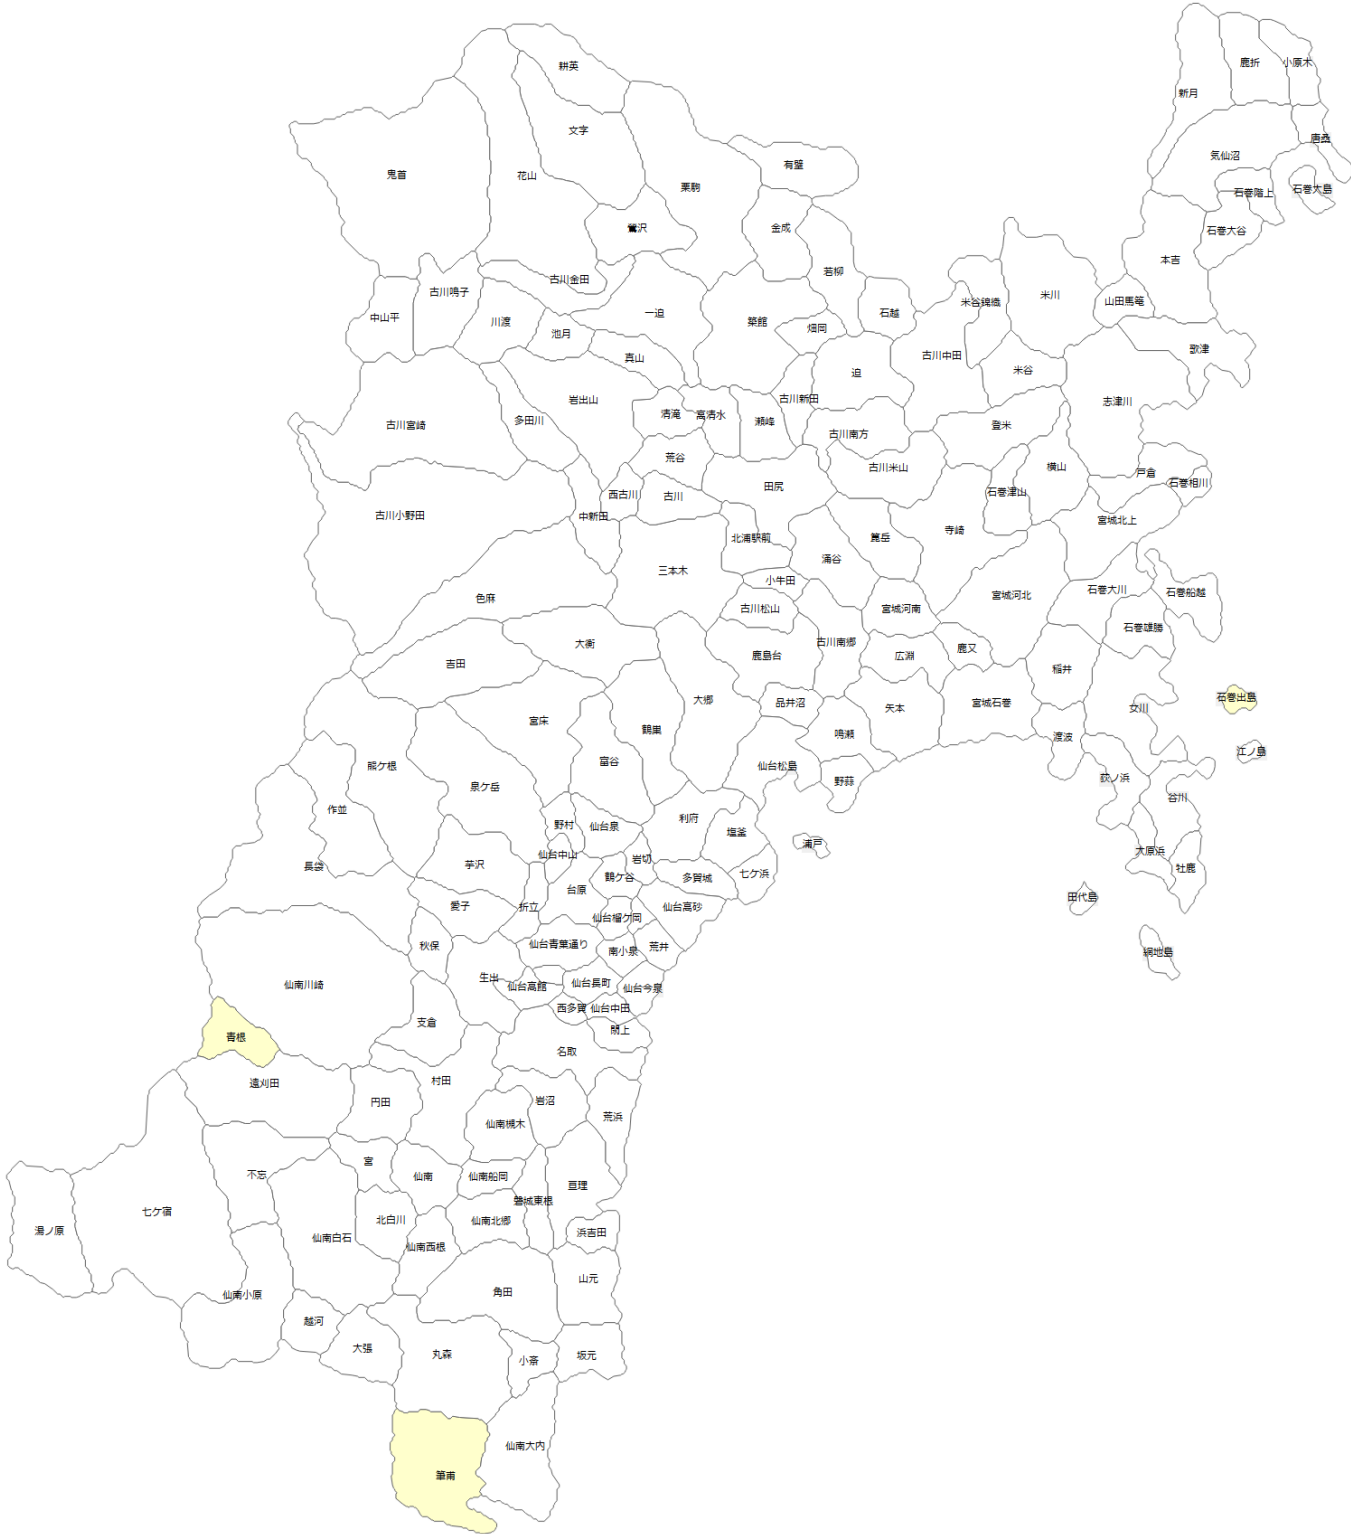 耕英
鹿折
小原木
新月
文字
唐桑
気仙沼
有壁
鬼首
花山
栗駒
石巻大島
石巻階上
鶯沢
金成
石巻大谷
本吉
若柳
古川金田
古川鳴子
米川
米谷錦織
山田馬篭
石越
一迫
中山平
川渡
築館
畑岡
池月
歌津
古川中田
真山
米谷
迫
岩出山
古川新田
志津川
清滝
高清水
瀬峰
多田川
古川宮崎
登米
古川南方
荒谷
古川米山
横山
戸倉
石巻相川
田尻
石巻津山
西古川
古川
古川小野田
中新田
宮城北上
寺崎
北浦駅前
箆岳
涌谷
三本木
小牛田
石巻大川
石巻船越
宮城河北
色麻
古川松山
宮城河南
石巻雄勝
大衡
古川南郷
鹿又
鹿島台
広淵
吉田
稲井
石巻出島
大郷
品井沼
宮城石巻
矢本
女川
宮床
鶴巣
鳴瀬
渡波
江ノ島
富谷
熊ケ根
仙台松島
荻ノ浜
野蒜
泉ケ岳
谷川
作並
利府
野村
仙台泉
塩釜
浦戸
仙台中山
岩切
大原浜
芋沢
長袋
牡鹿
七ケ浜
鶴ケ谷
多賀城
台原
田代島
愛子
折立
仙台高砂
仙台榴ケ岡
秋保
仙台青葉通り
荒井
南小泉
網地島
生出
仙南川崎
仙台高館
仙台長町
仙台今泉
西多賀
仙台中田
支倉
閖上
青根
名取
村田
遠刈田
円田
岩沼
荒浜
仙南槻木
宮
不忘
仙南
仙南船岡
亘理
磐城東根
七ケ宿
北白川
仙南北郷
湯ノ原
浜吉田
仙南白石
仙南西根
山元
角田
仙南小原
越河
大張
丸森
坂元
小斎
仙南大内
筆甫